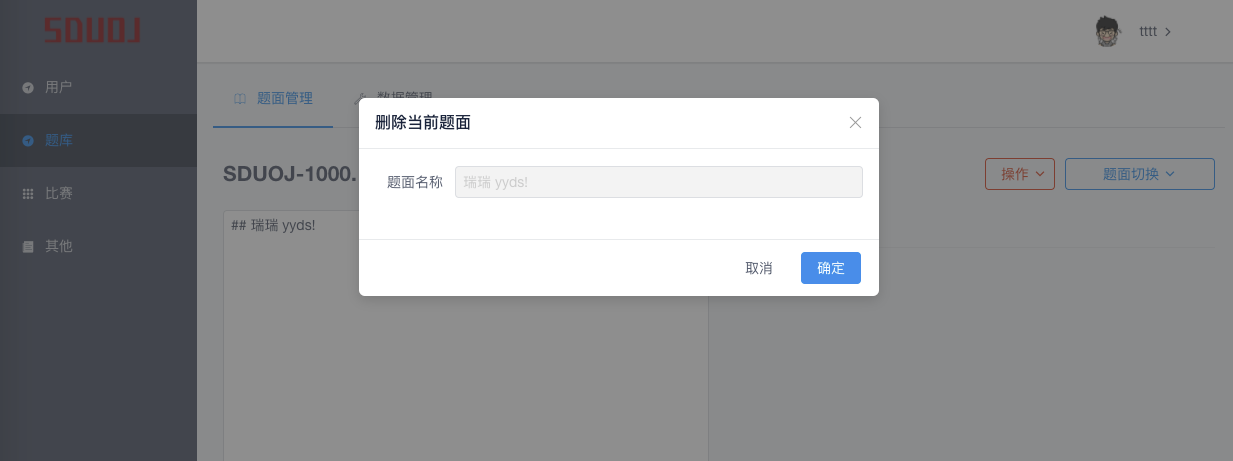 SDUOJ
tttt
用户
题库
比赛
其他
题面管理
数据管理
SDUOJ-1000.
操作
题面切换
## 瑞瑞 yyds!
删除当前题面
题面名称
瑞瑞 yyds!
取消
确定